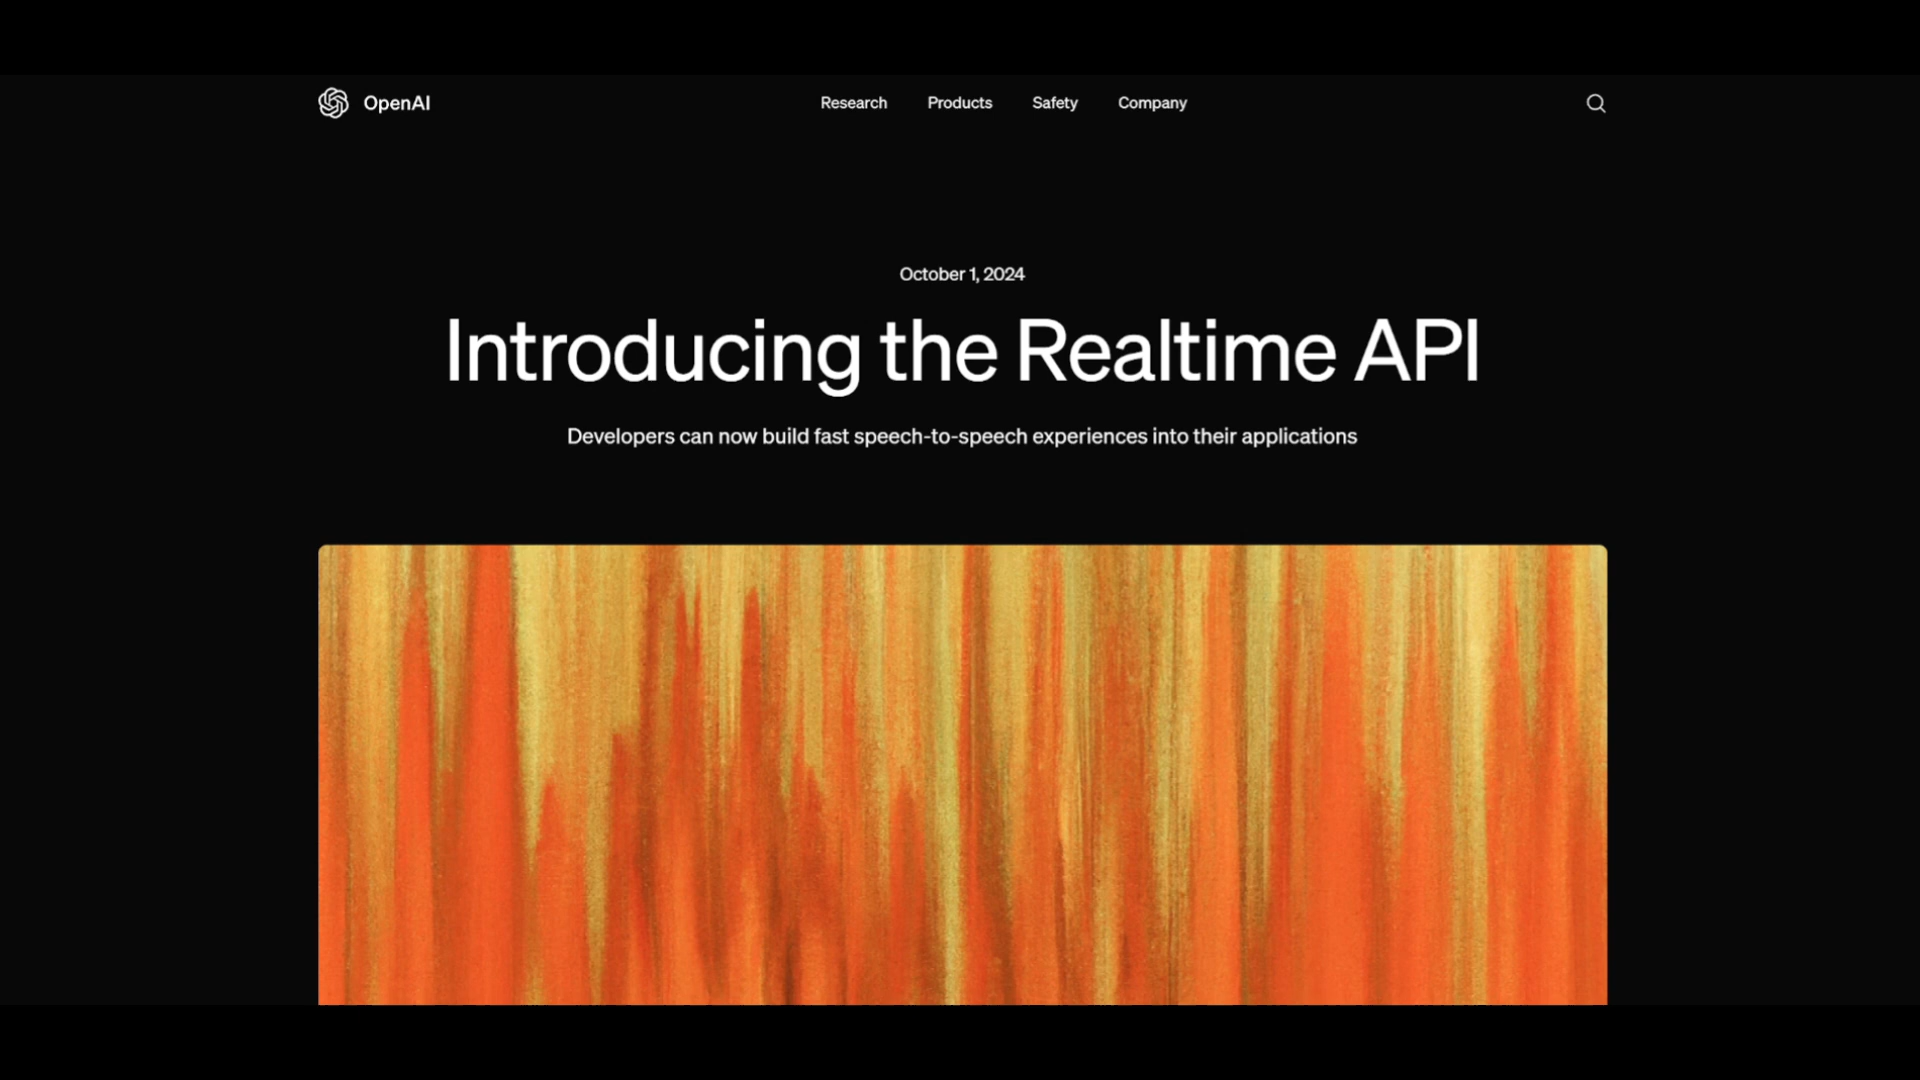 OpenAI
Research Products Safety Company
October 1, 2024
Introducing the Realtime API
Developers can now build fast speech-to-speech experiences into their applications